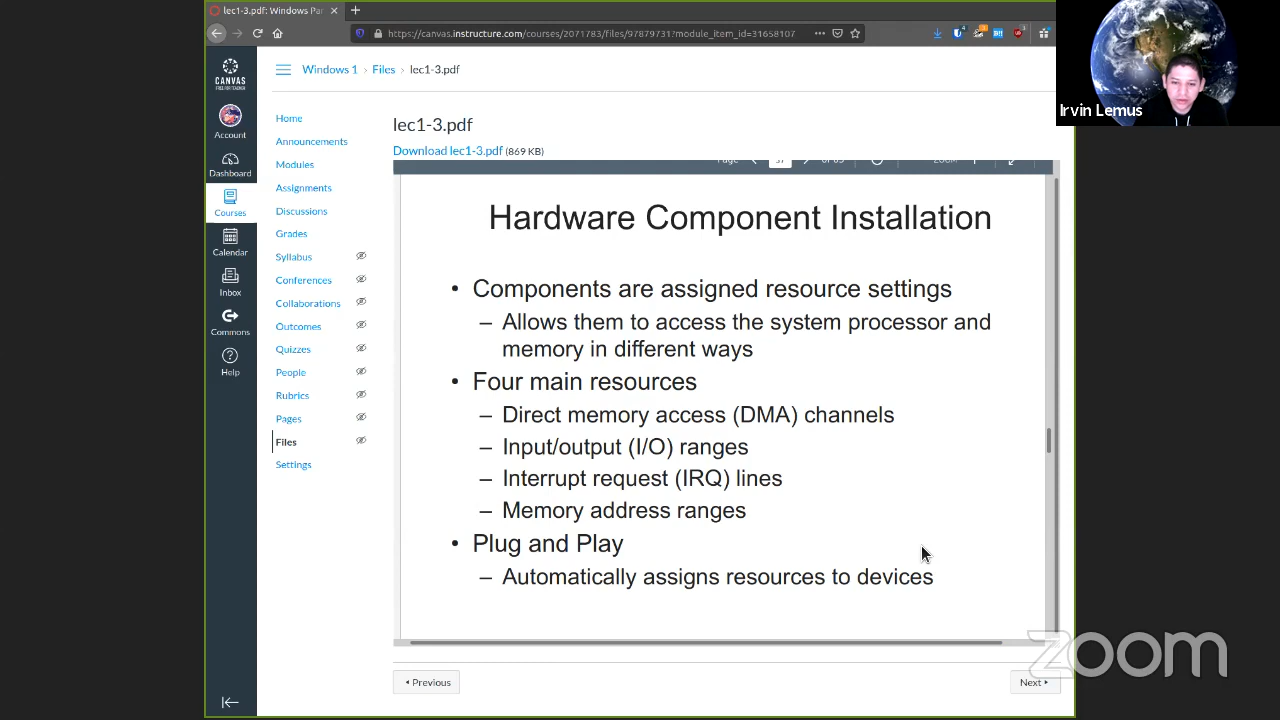 lec1-3.pdf: Windows Par
https://canvas.instructure.com/courses/2071783/files/97879731?module_item_id=31658107
Irvin Lemus
CANVAS
FREE FOR TEACHER
Account
Dashboard
Courses
Calendar
Inbox
Commons
Help
Windows 1 › Files › lec1-3.pdf
Home
Announcements
Modules
Assignments
Discussions
Grades
Syllabus
Conferences
Collaborations
Outcomes
Quizzes
People
Rubrics
Pages
Files
Settings
lec1-3.pdf
Download lec1-3.pdf (869 KB)
Hardware Component Installation
• Components are assigned resource settings
– Allows them to access the system processor and
memory in different ways
• Four main resources
– Direct memory access (DMA) channels
– Input/output (I/O) ranges
– Interrupt request (IRQ) lines
– Memory address ranges
• Plug and Play
– Automatically assigns resources to devices
Previous
Next
zoom